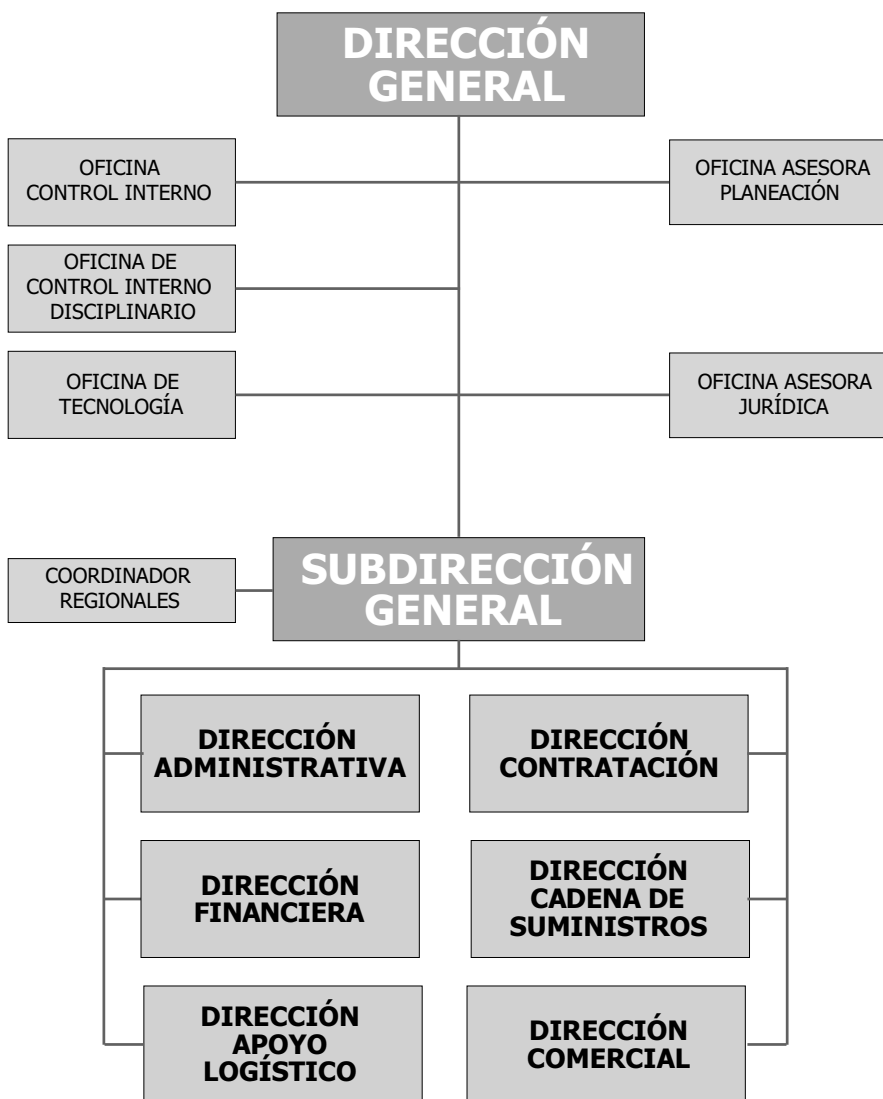 DIRECCIÓN
GENERAL
OFICINA
CONTROL INTERNO
OFICINA ASESORA
PLANEACIÓN
OFICINA DE
CONTROL INTERNO
DISCIPLINARIO
OFICINA DE
TECNOLOGÍA
OFICINA ASESORA
JURÍDICA
COORDINADOR
REGIONALES
SUBDIRECCIÓN
GENERAL
DIRECCIÓN
ADMINISTRATIVA
DIRECCIÓN
CONTRATACIÓN
DIRECCIÓN
FINANCIERA
DIRECCIÓN
CADENA DE
SUMINISTROS
DIRECCIÓN
APOYO
LOGÍSTICO
DIRECCIÓN
COMERCIAL